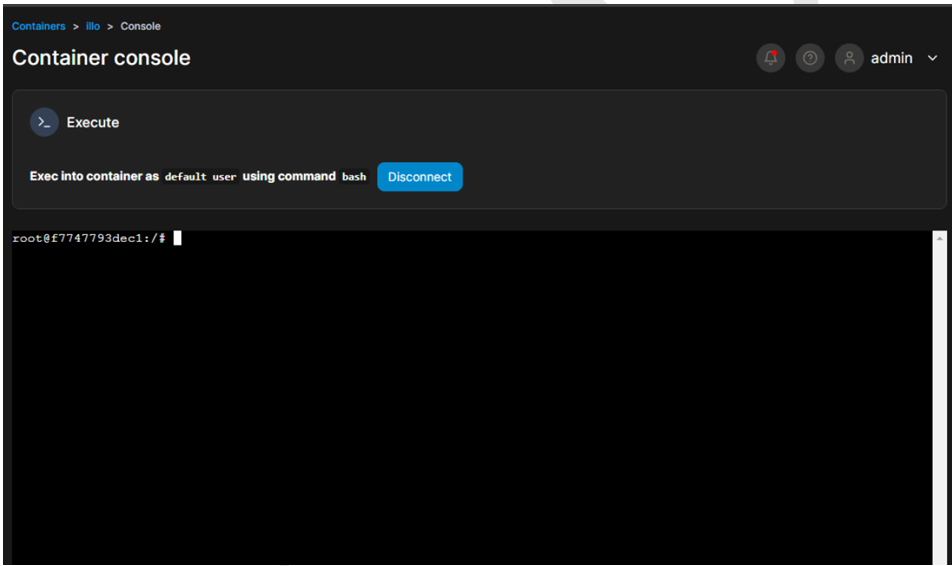 Containers > illo > Console
Container console
admin
Execute
Exec into container as default user using command bash Disconnect
root@f7747793dec1:/#